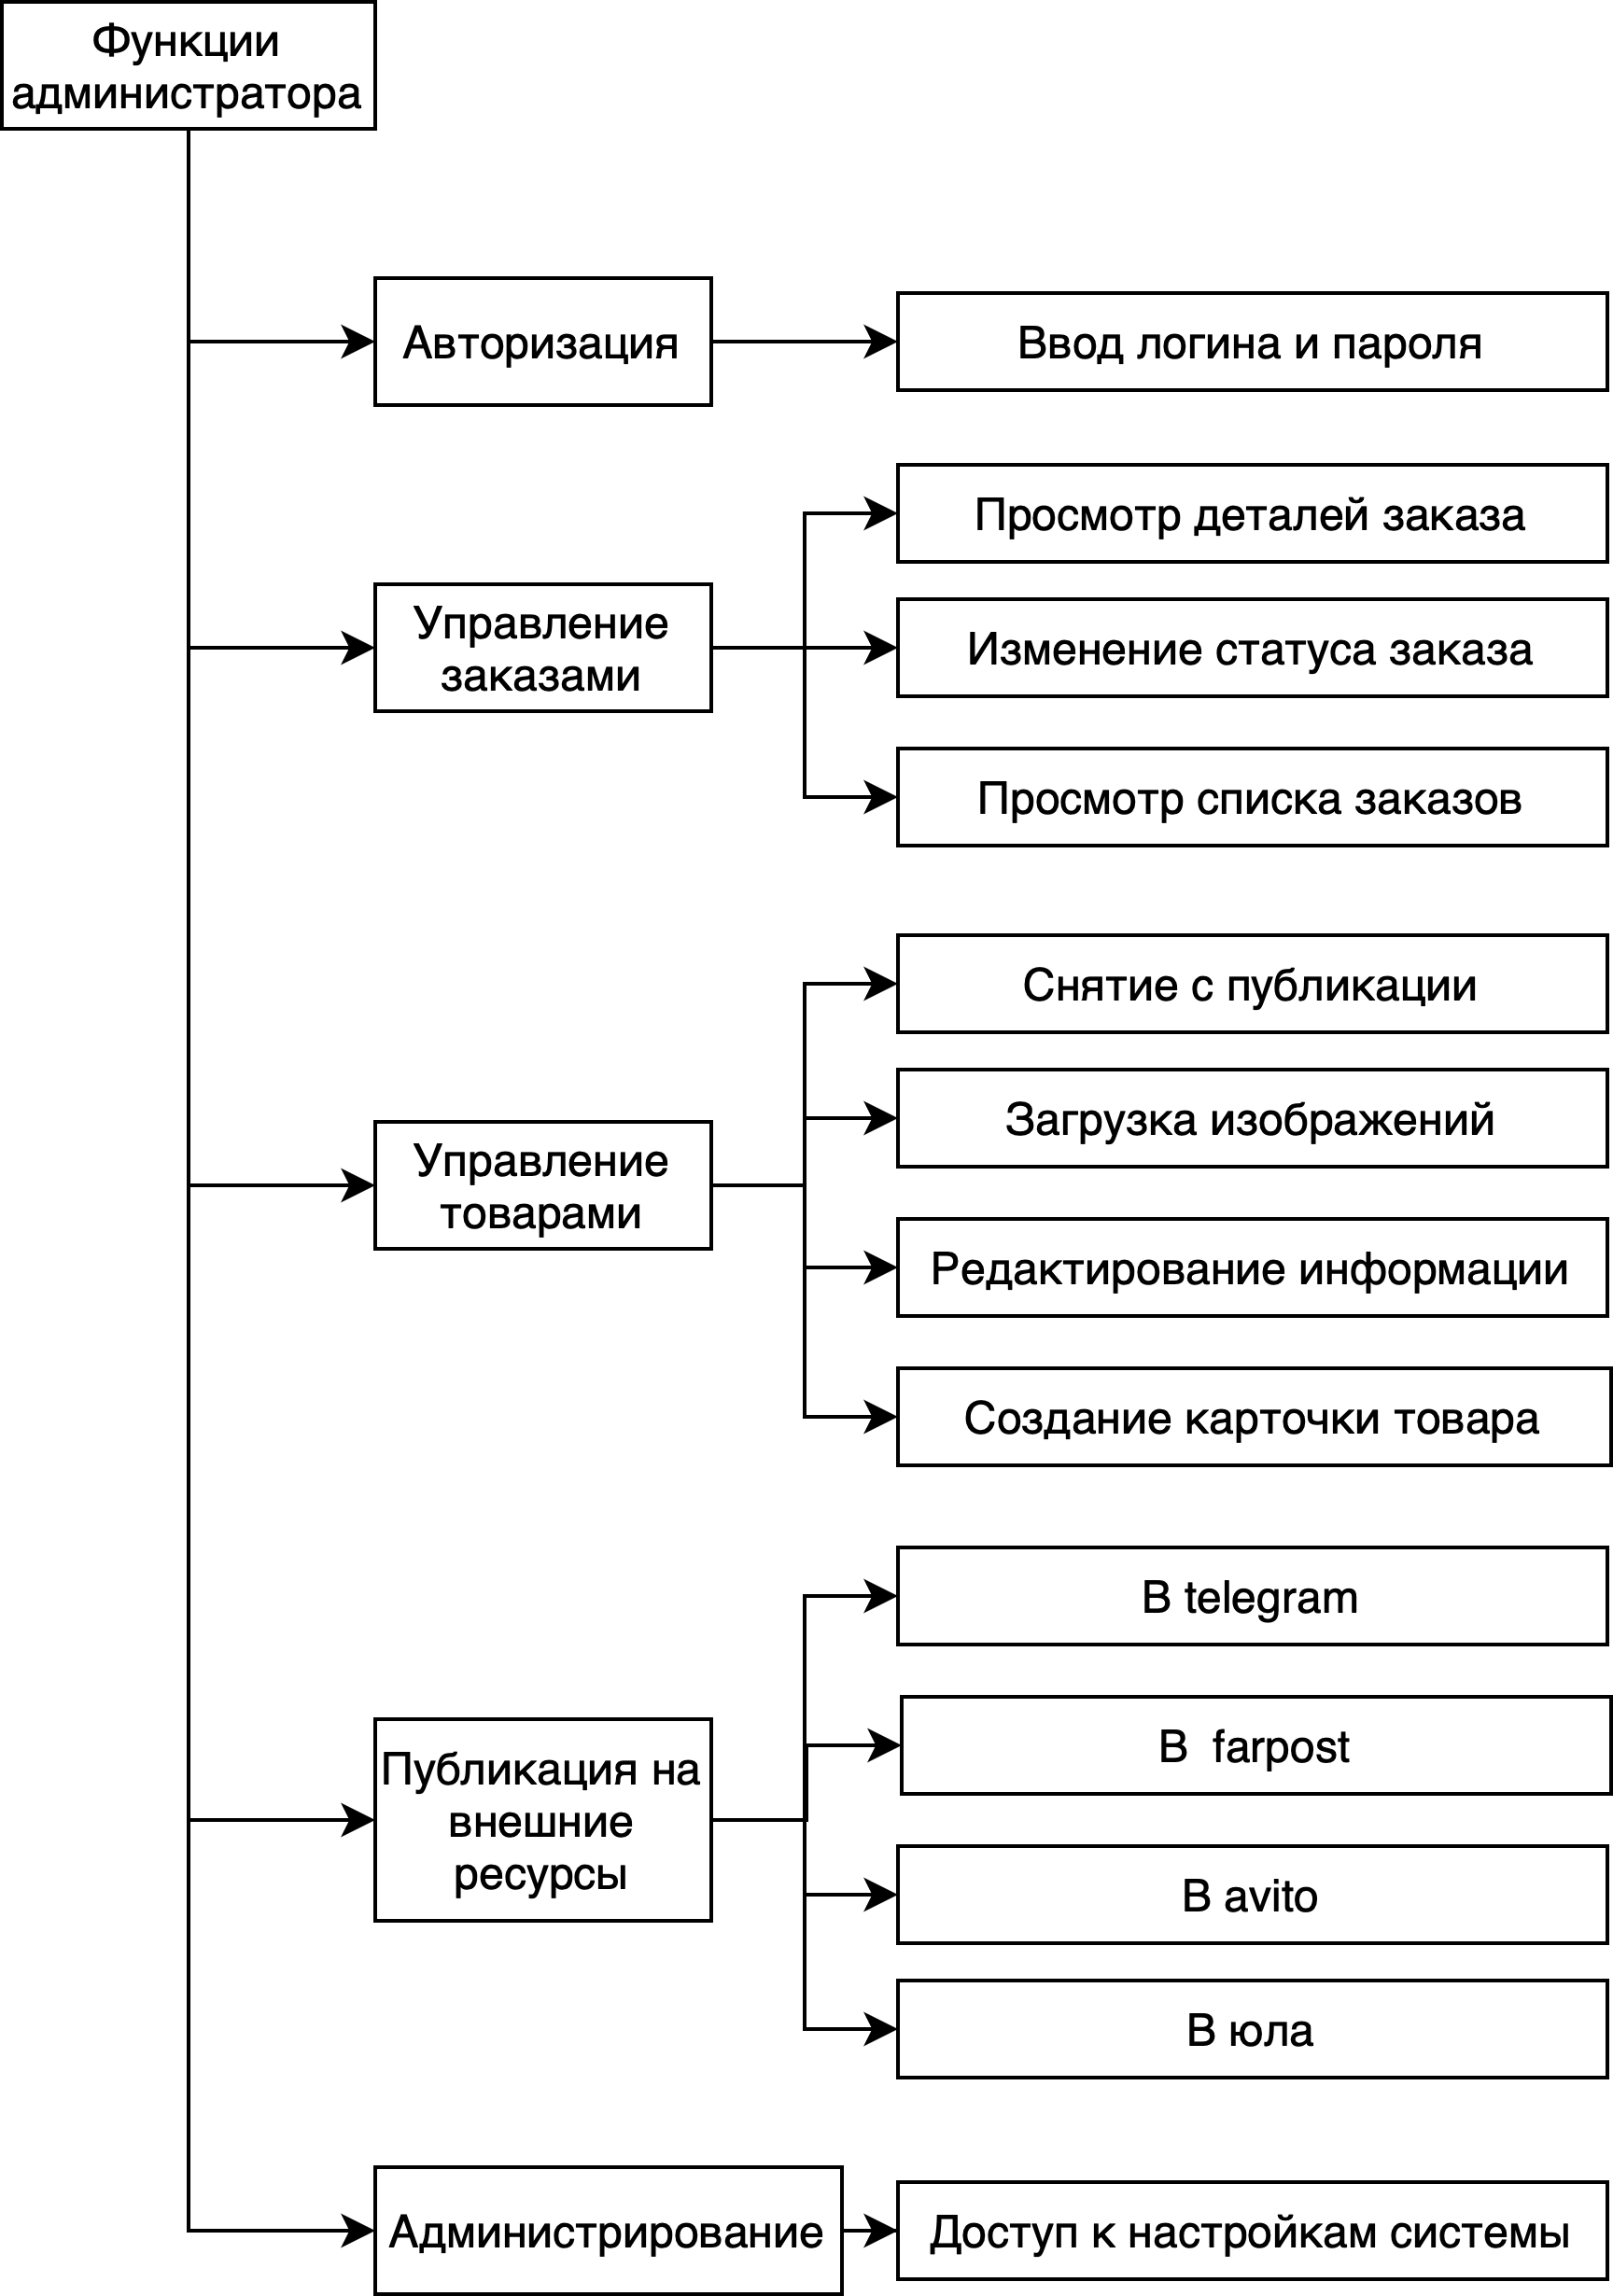 Функции
администратора
Авторизация
Ввод логина и пароля
Управление
заказами
Просмотр деталей заказа
Изменение статуса заказа
Просмотр списка заказов
Управление
товарами
Снятие с публикации
Загрузка изображений
Редактирование информации
Создание карточки товара
Публикация на
внешние
ресурсы
В telegram
В  farpost
В avito
В юла
Администрирование
Доступ к настройкам системы